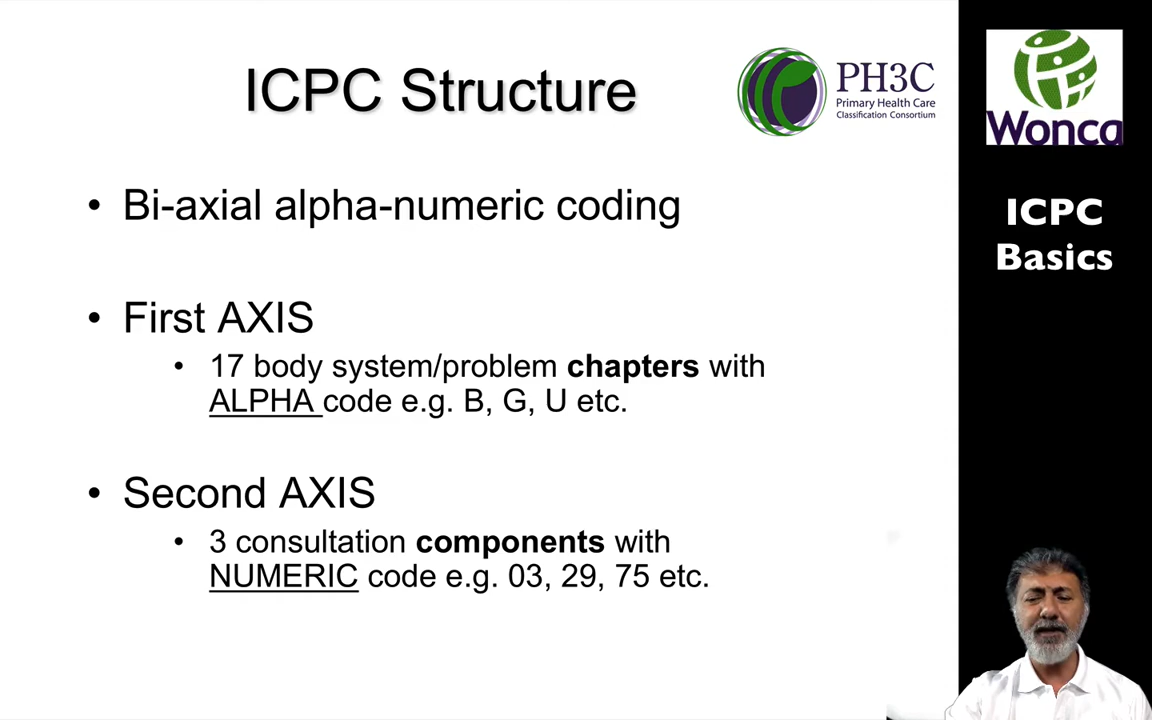 ICPC Structure
PH3C
Primary Health Care
Classification Consortium
Wonca
ICPC
Basics
• Bi-axial alpha-numeric coding
• First AXIS
• 17 body system/problem chapters with
ALPHA code e.g. B, G, U etc.
• Second AXIS
• 3 consultation components with
NUMERIC code e.g. 03, 29, 75 etc.